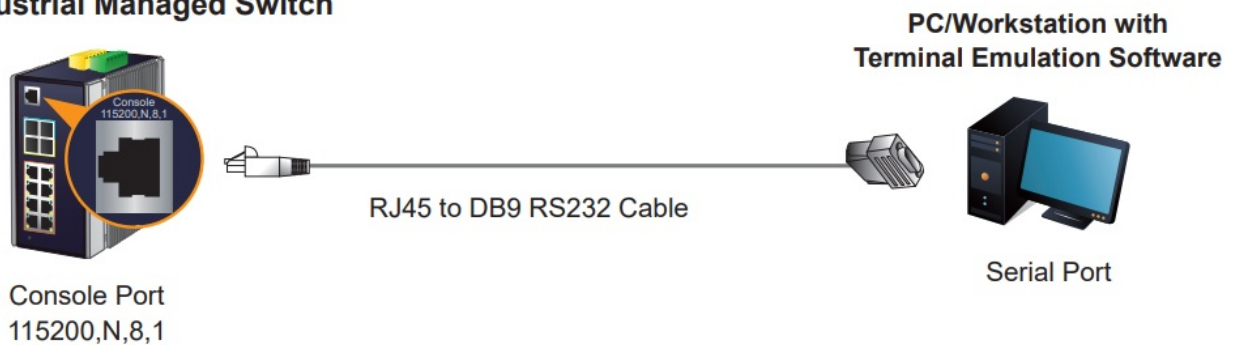 ustrial Managed Switch
PC/Workstation with
Terminal Emulation Software
Console
115200,N,8,1
RJ45 to DB9 RS232 Cable
Serial Port
Console Port
115200,N,8,1